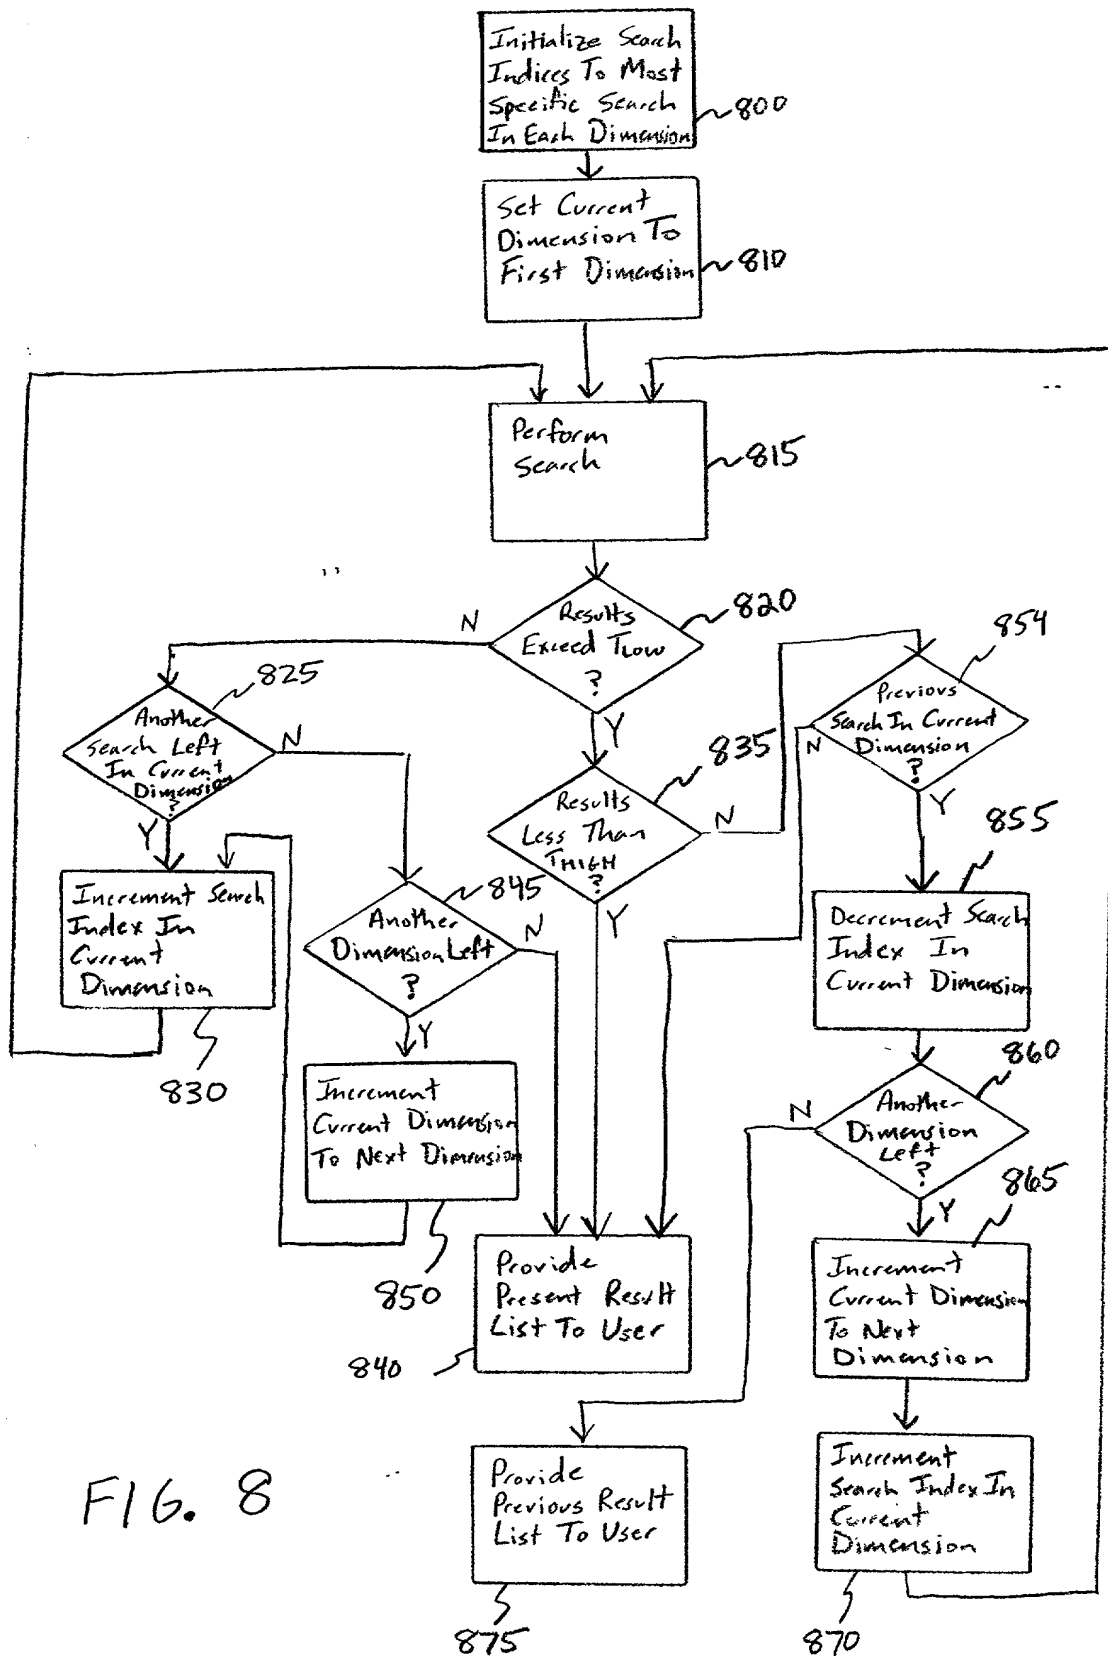 Initialize Search
Indices To Most
Specific Search
In Each Dimension
800
Set Current
Dimension To
First Dimension
810
Perform
Search
815
Results
Exceed TLOW
?
820
N
Y
825
Another
Search Left
In Current
Dimension
?
N
Y
Increment Search
Index In
Current
Dimension
830
835
Results
Less Than
THIGH
?
N
Y
854
Previous
Search In Current
Dimension
?
N
Y
855
Decrement Search
Index In
Current Dimension
845
Another
Dimension Left
?
N
Y
Increment
Current Dimension
To Next Dimension
850
860
Another
Dimension
Left
?
N
Y
865
Increment
Current Dimension
To Next
Dimension
Provide
Present Result
List To User
840
Increment
Search Index In
Current
Dimension
870
Provide
Previous Result
List To User
875
FIG. 8